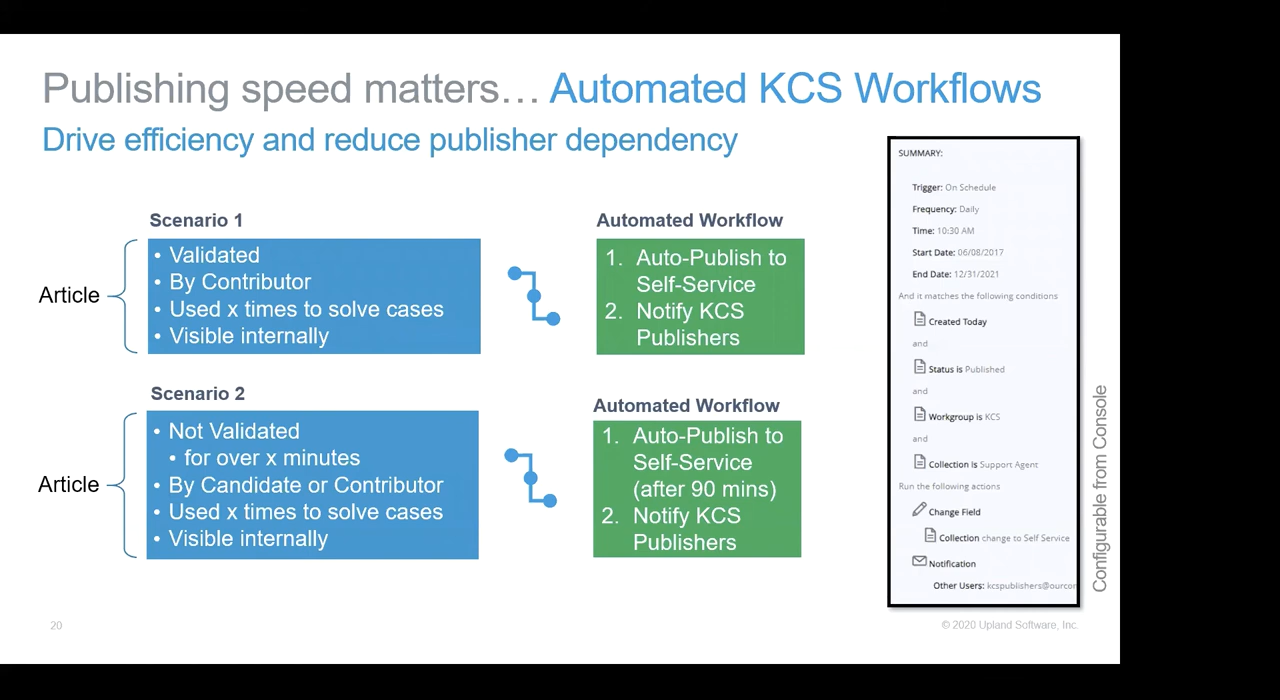 Publishing speed matters… Automated KCS Workflows
Drive efficiency and reduce publisher dependency
Scenario 1
Article
• Validated
• By Contributor
• Used x times to solve cases
• Visible internally
Automated Workflow
1. Auto-Publish to
Self-Service
2. Notify KCS
Publishers
Scenario 2
Article
• Not Validated
• for over x minutes
• By Candidate or Contributor
• Used x times to solve cases
• Visible internally
Automated Workflow
1. Auto-Publish to
Self-Service
(after 90 mins)
2. Notify KCS
Publishers
SUMMARY:
Trigger: On Schedule
Frequency: Daily
Time: 10:30 AM
Start Date: 06/08/2017
End Date: 12/31/2021
And it matches the following conditions
Created Today
and
Status is Published
and
Workgroup is KCS
and
Collection Is Support Agent
Run the following actions
Change Field
Collection change to Self Service
Notification
Other Users: kcspublishers@ourcor
Configurable from Console
20
© 2020 Upland Software, Inc.